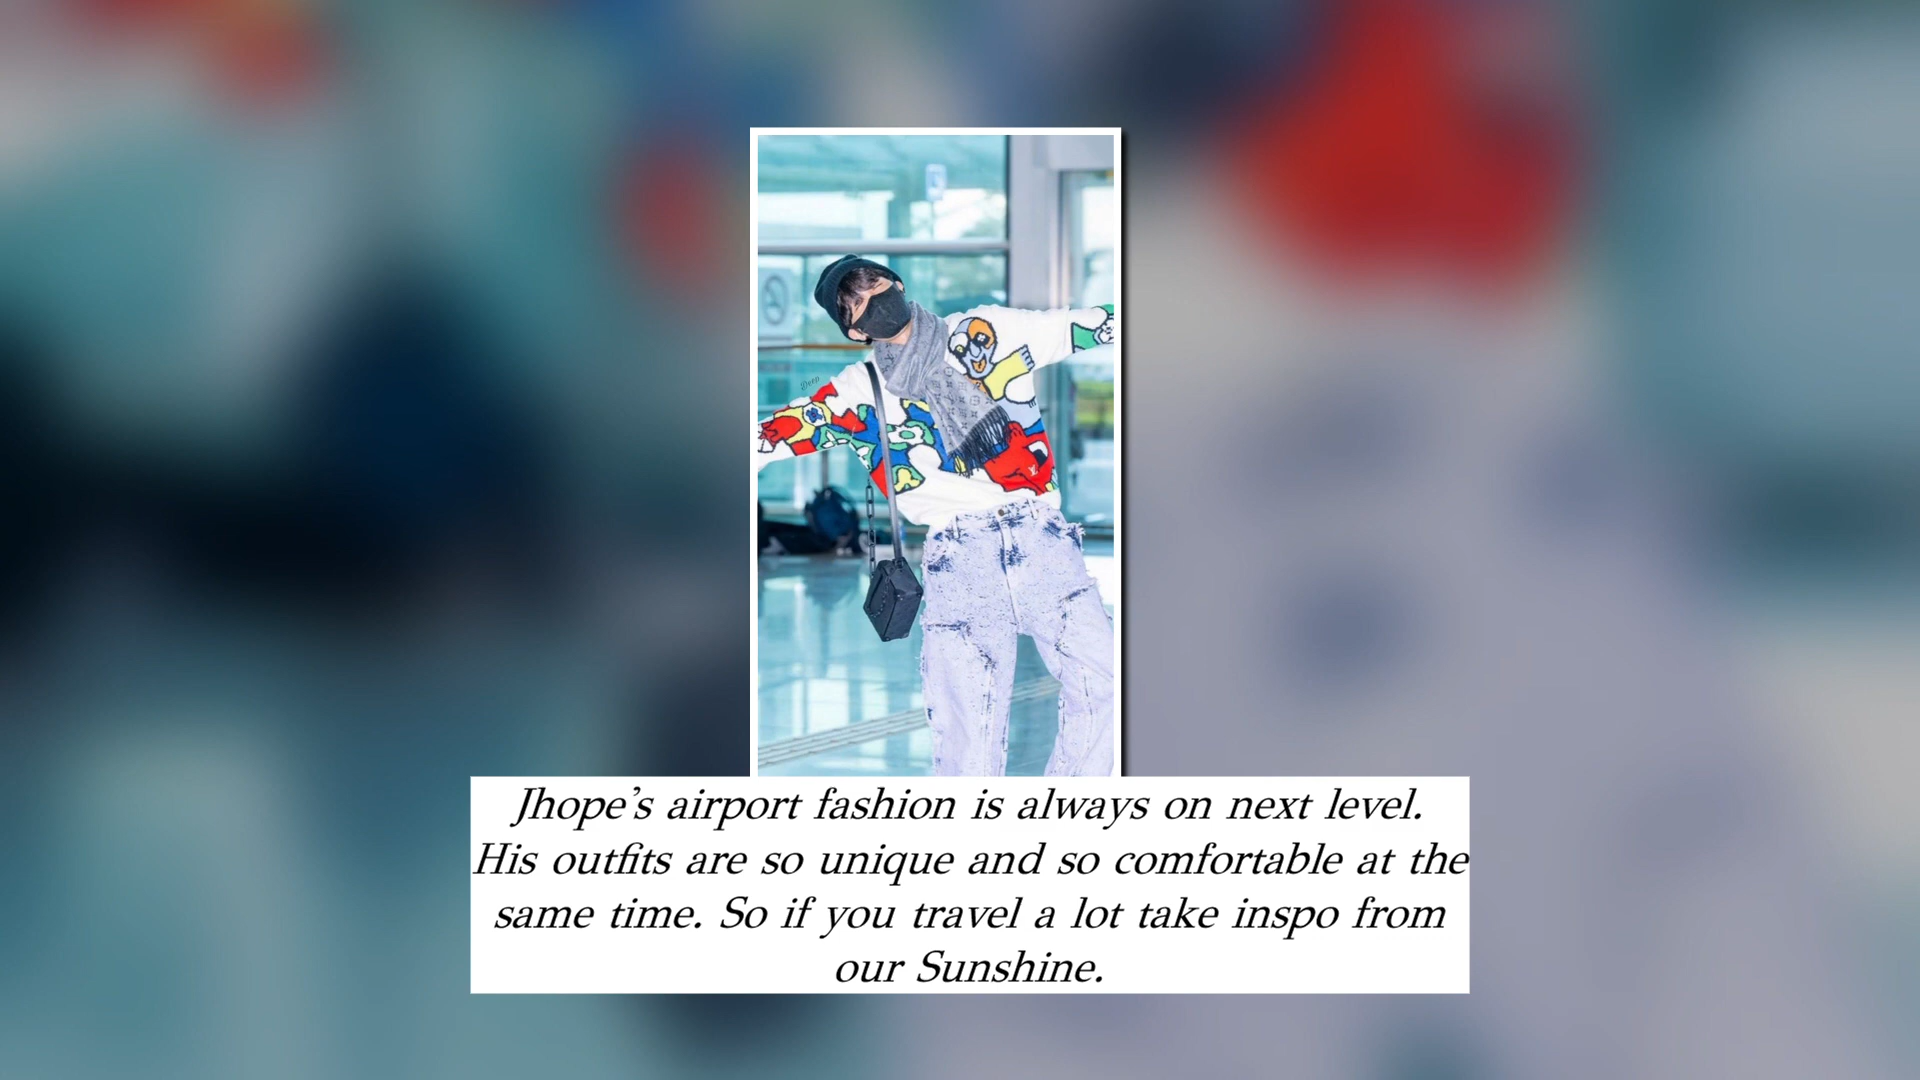 Deep
Jhope’s airport fashion is always on next level.
His outfits are so unique and so comfortable at the
same time. So if you travel a lot take inspo from
our Sunshine.